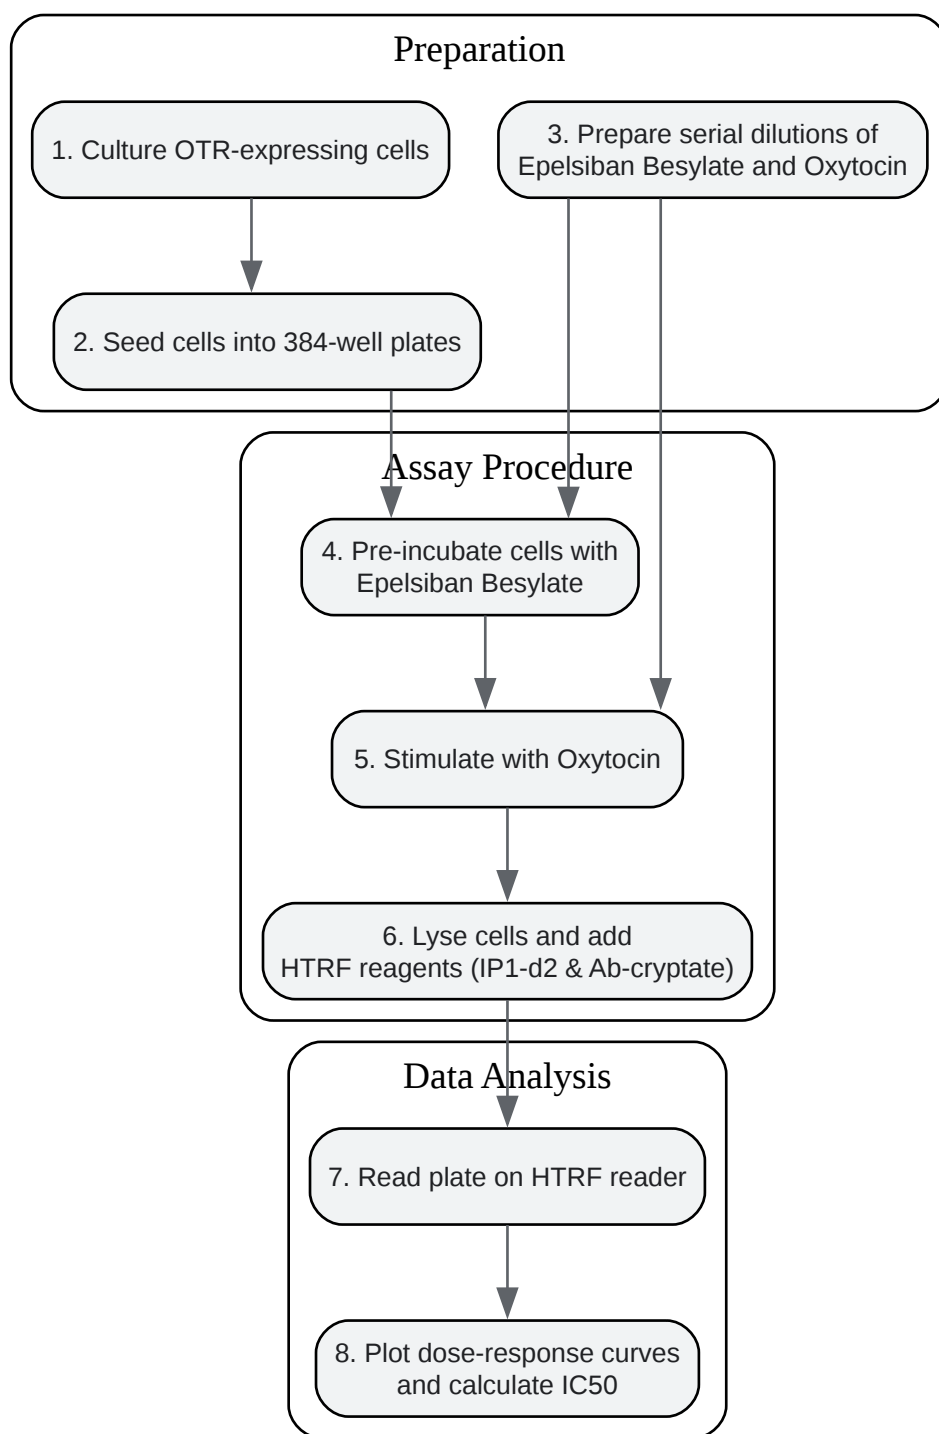 Preparation
1. Culture OTR-expressing cells
3. Prepare serial dilutions of
Epelsiban Besylate and Oxytocin
2. Seed cells into 384-well plates
Assay Procedure
4. Pre-incubate cells with
Epelsiban Besylate
5. Stimulate with Oxytocin
6. Lyse cells and add
HTRF reagents (IP1-d2 & Ab-cryptate)
Data Analysis
7. Read plate on HTRF reader
8. Plot dose-response curves
and calculate IC50